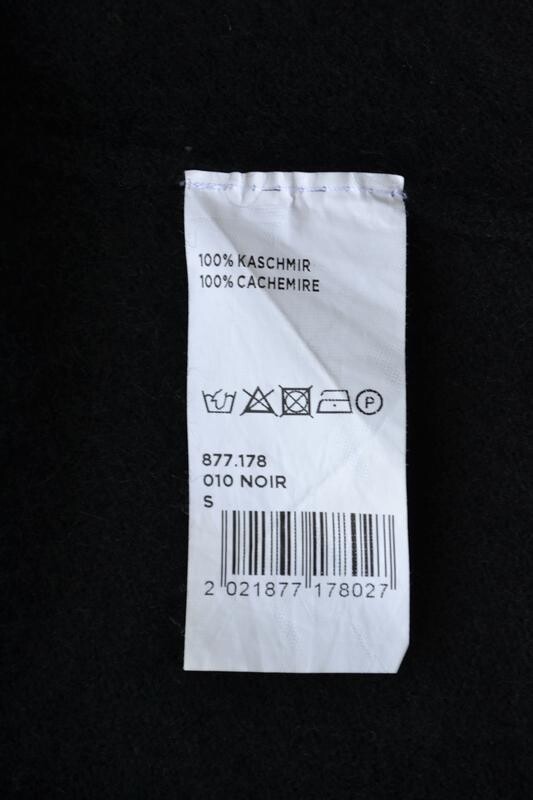 100% KASCHMIR
100% CACHEMIRE
P
877.178
010 NOIR
S
2 021877 178027